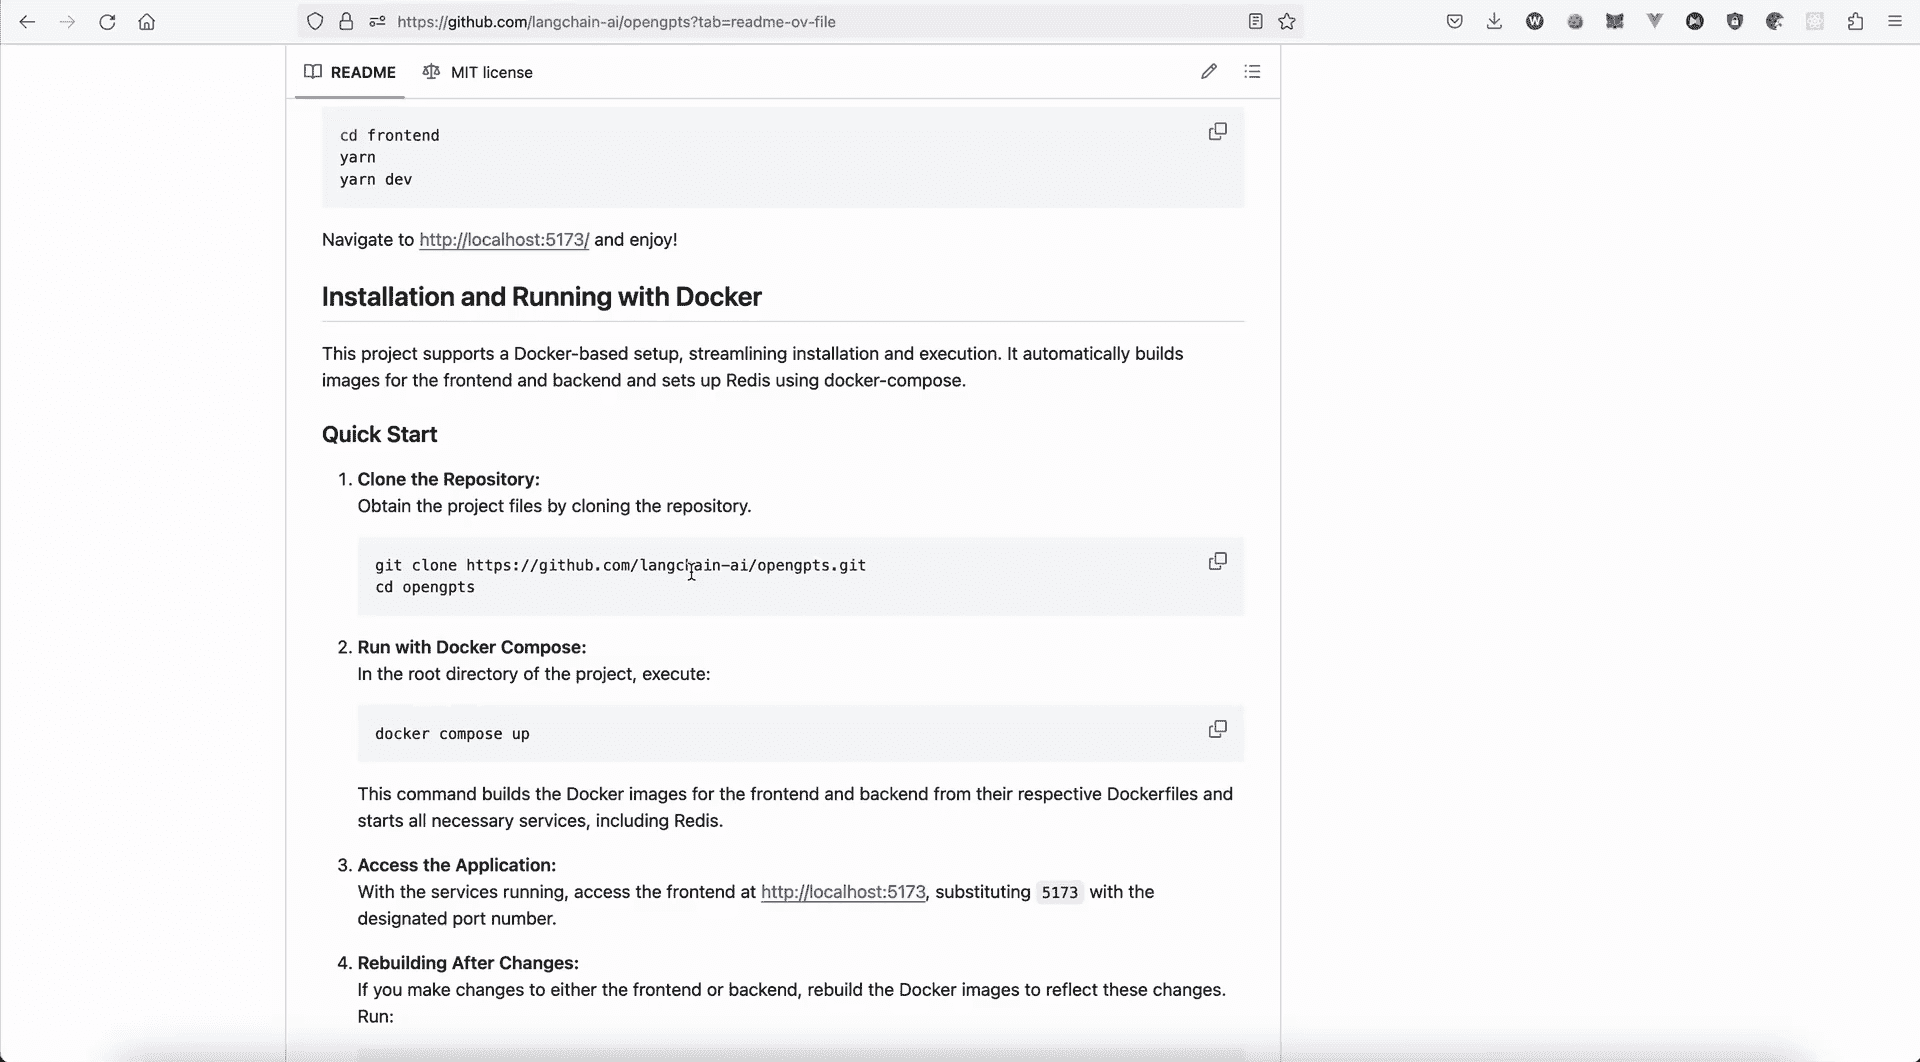 https://github.com/langchain-ai/opengpts?tab=readme-ov-file
README
MIT license
cd frontend
yarn
yarn dev
Navigate to http://localhost:5173/ and enjoy!
Installation and Running with Docker
This project supports a Docker-based setup, streamlining installation and execution. It automatically builds
images for the frontend and backend and sets up Redis using docker-compose.
Quick Start
1. Clone the Repository:
Obtain the project files by cloning the repository.
git clone https://github.com/langchain-ai/opengpts.git
cd opengpts
2. Run with Docker Compose:
In the root directory of the project, execute:
docker compose up
This command builds the Docker images for the frontend and backend from their respective Dockerfiles and
starts all necessary services, including Redis.
3. Access the Application:
With the services running, access the frontend at http://localhost:5173, substituting 5173 with the
designated port number.
4. Rebuilding After Changes:
If you make changes to either the frontend or backend, rebuild the Docker images to reflect these changes.
Run: